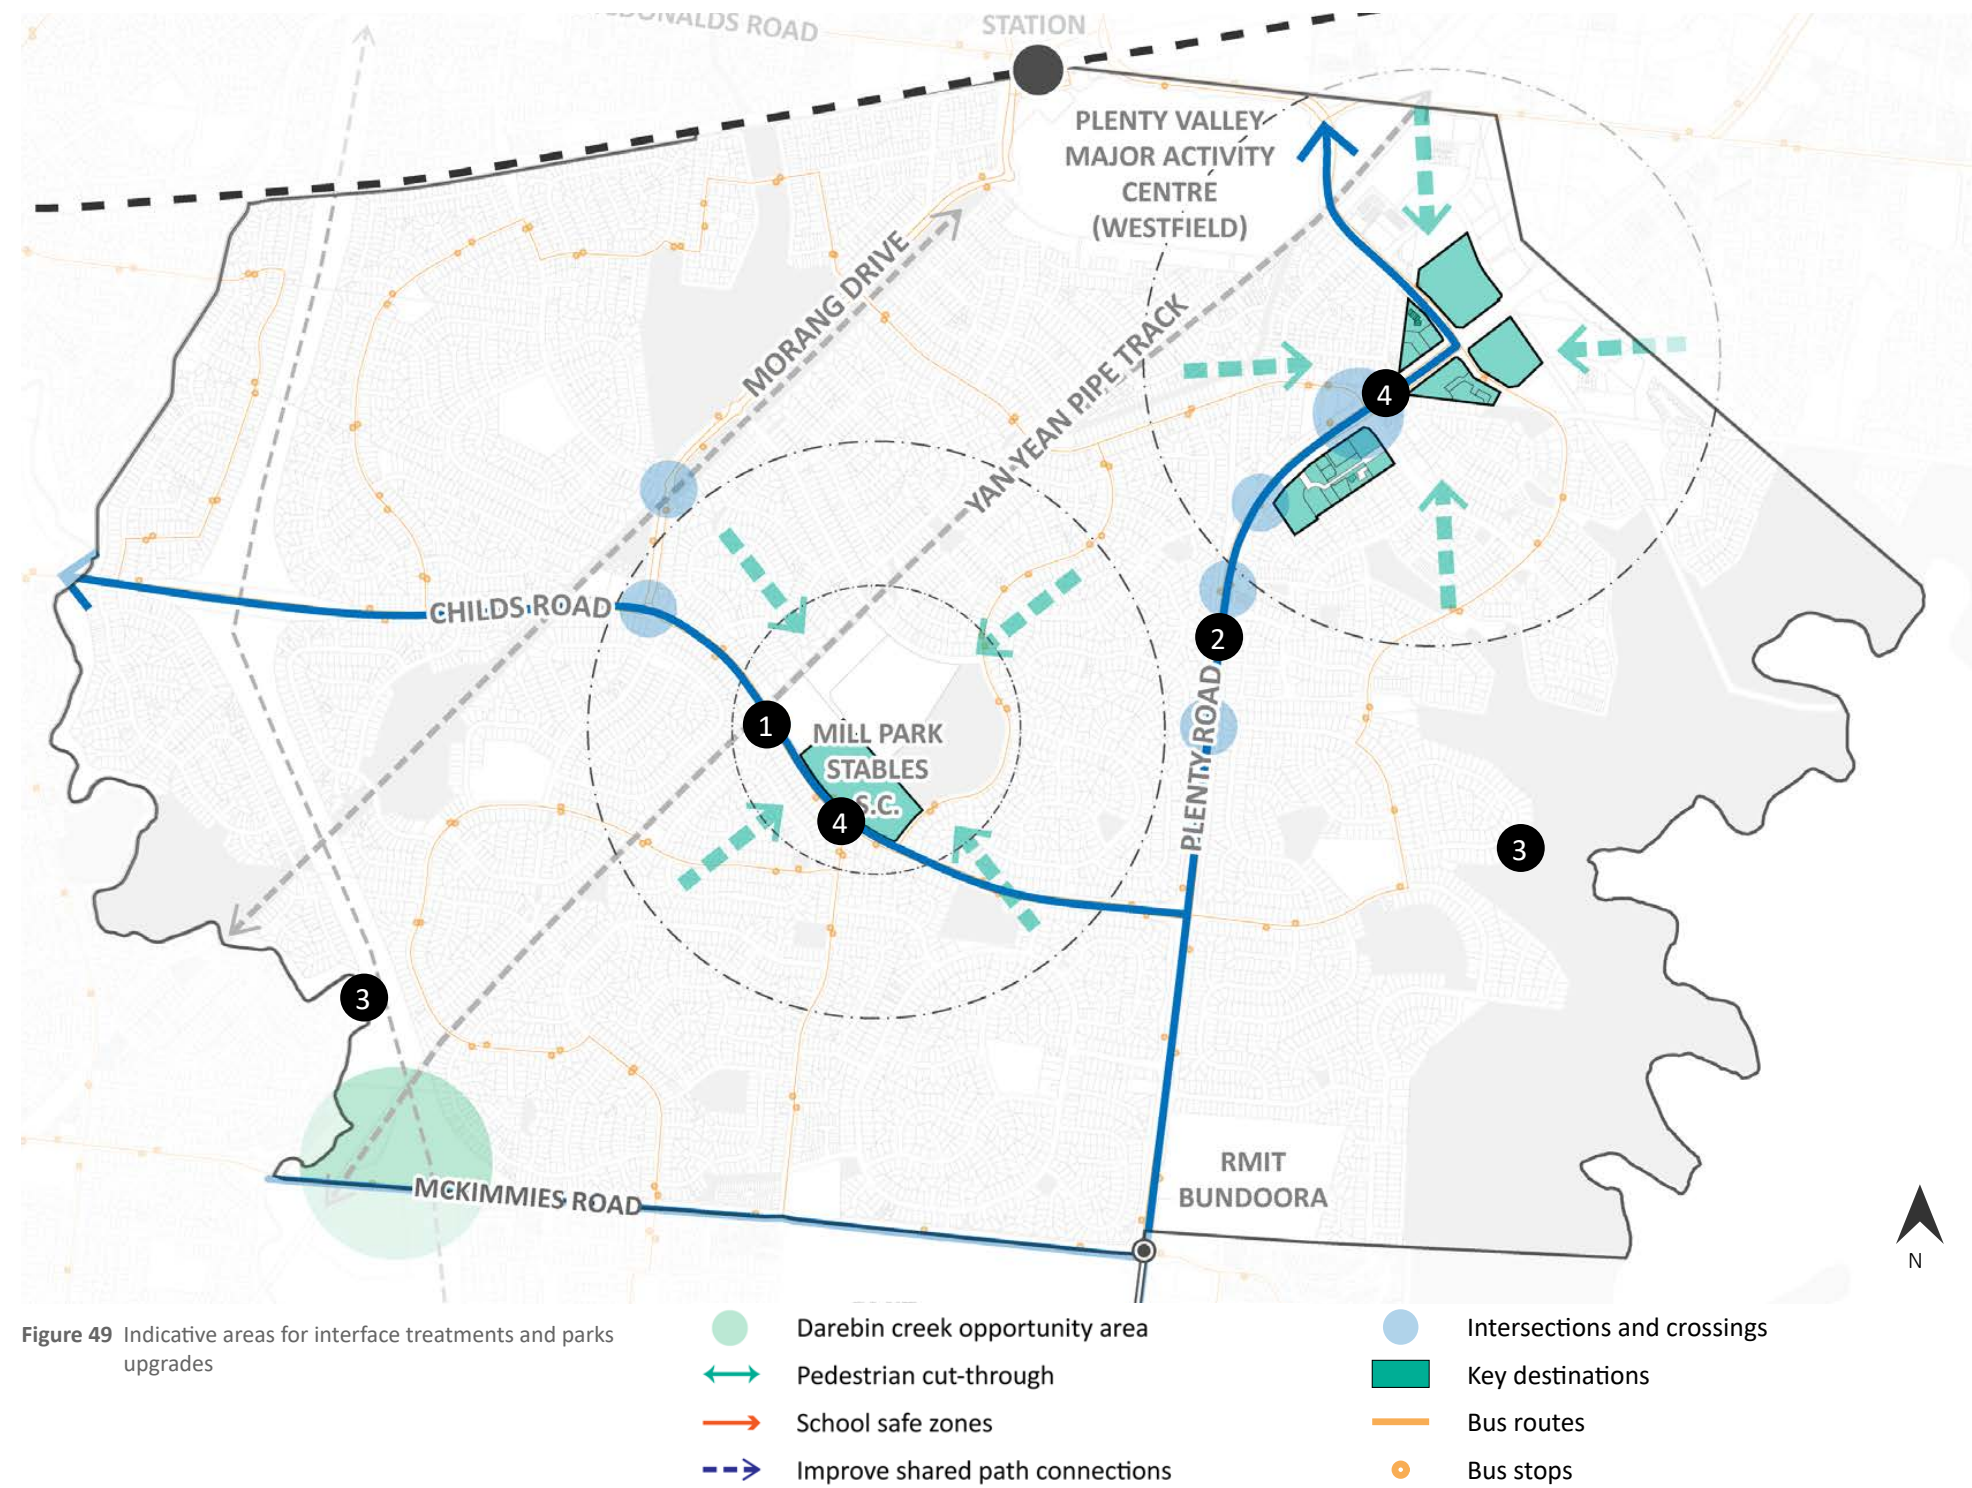 DONALDS ROAD
STATION
PLENTY VALLEY
MAJOR ACTIVITY
CENTRE
(WESTFIELD)
MORANG DRIVE
YAN YEAN PIPE TRACK
4
CHILDS ROAD
2
PLENTY ROAD
1
MILL PARK
STABLES
S.C.
4
3
3
RMIT
BUNDOORA
MCKIMMIES ROAD
N
Figure 49 Indicative areas for interface treatments and parks
upgrades
Darebin creek opportunity area
Pedestrian cut-through
School safe zones
Improve shared path connections
Intersections and crossings
Key destinations
Bus routes
Bus stops